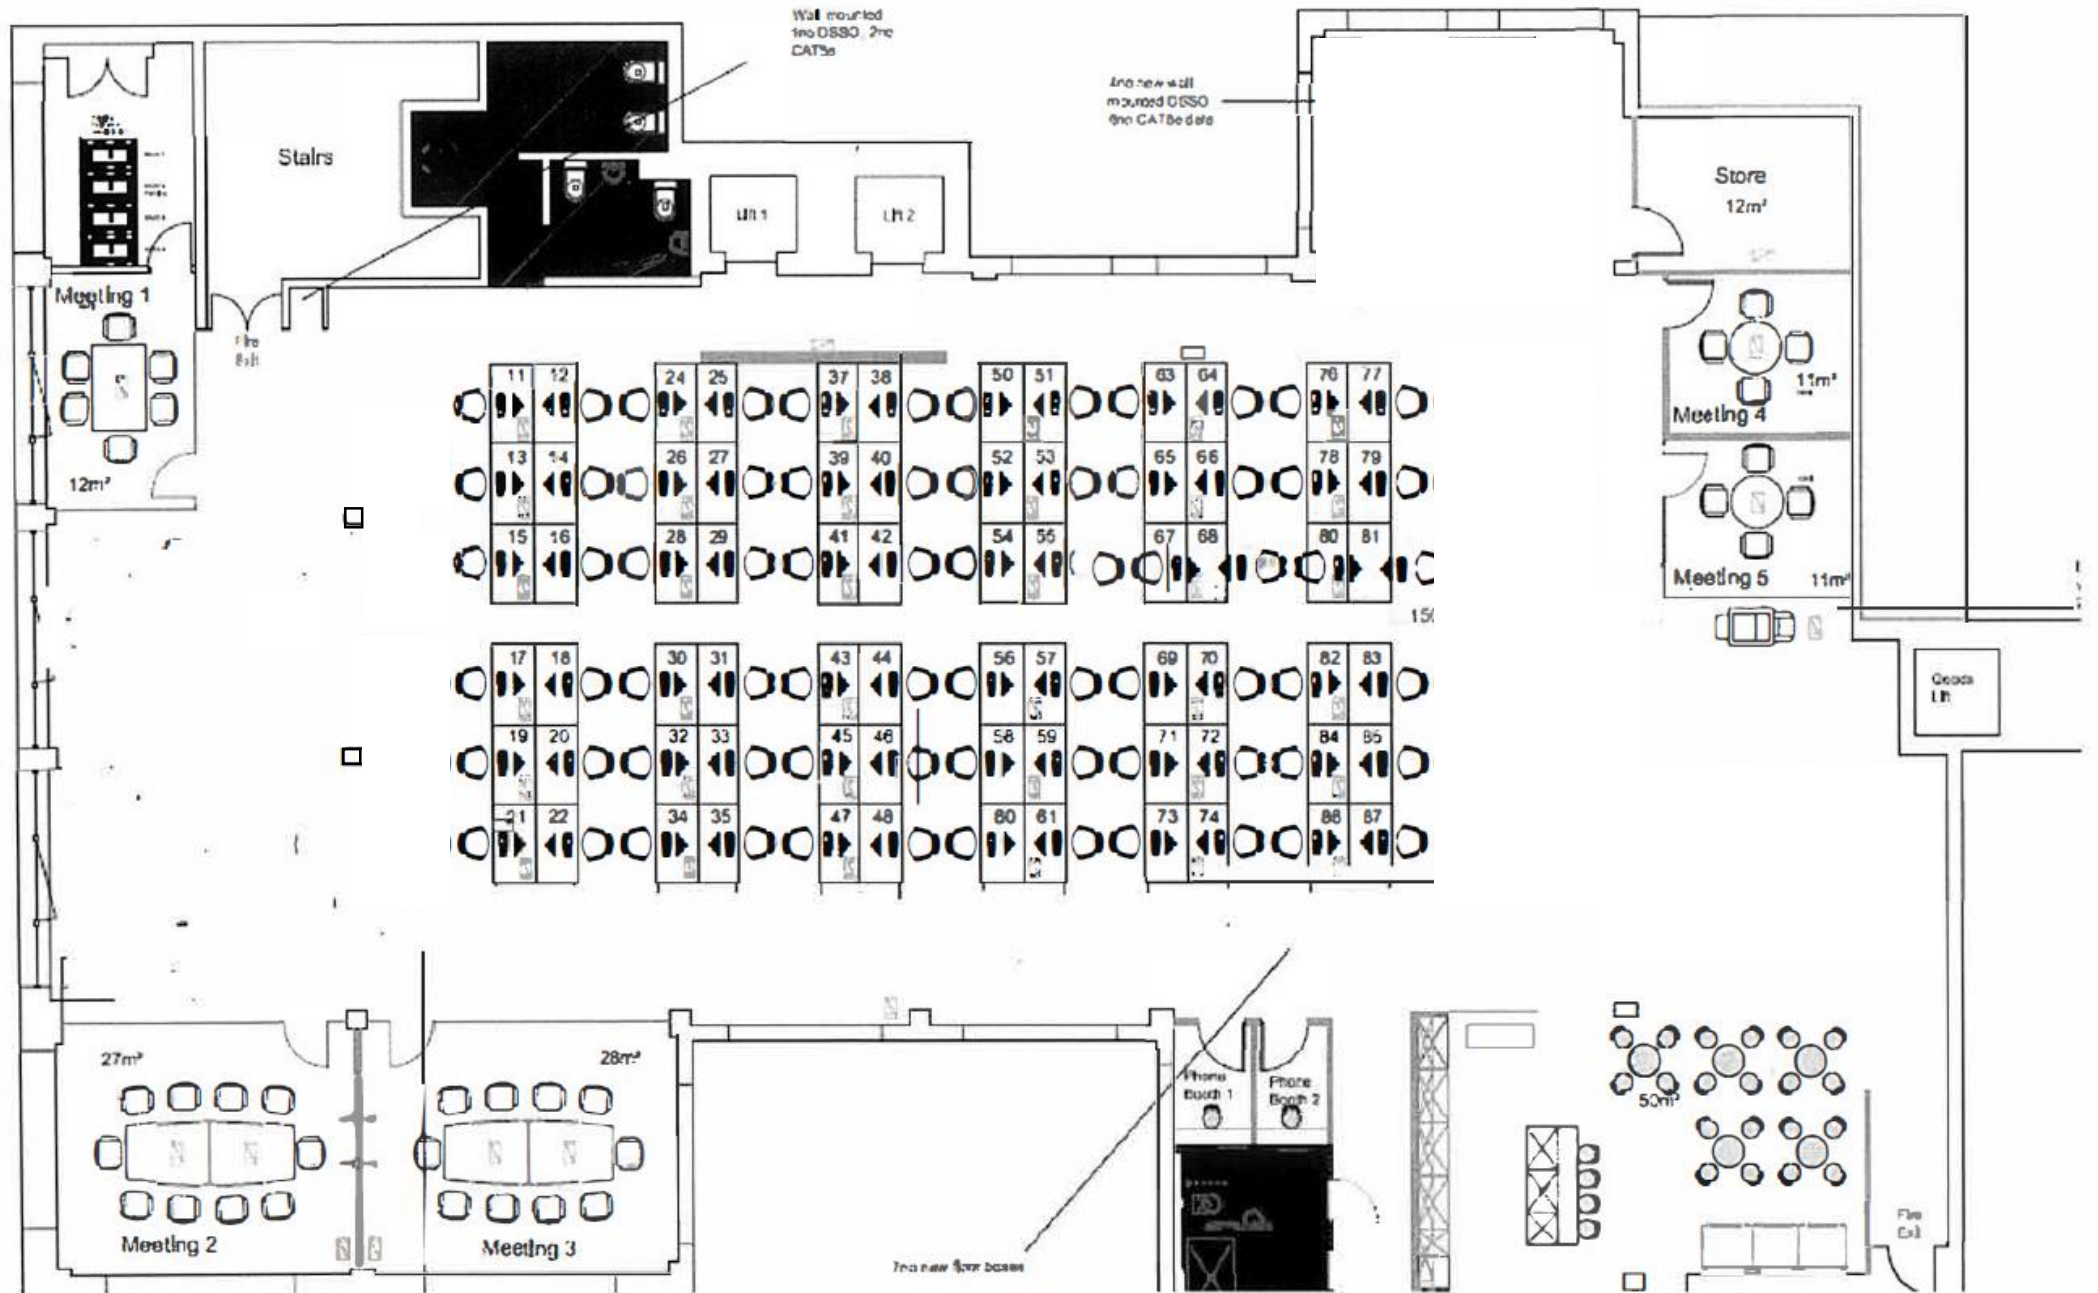 Wall mounted
1no DSSO, 2no
CAT5e
mounted DSSO
6no CAT5e data
Stairs
Lift 1
Lift 2
Store
12m²
Meeting 1
Fire
Exit
12m²
11m²
Meeting 4
Meeting 5
11m²
Goods
Lift
11 12
24 25
37 38
50 51
63 64
76 77
13 14
26 27
39 40
52 53
65 66
78 79
15 16
28 29
41 42
54 55
67 68
80 81
17 18
30 31
43 44
56 57
69 70
82 83
19 20
32 33
45 46
58 59
71 72
84 85
21 22
34 35
47 48
60 61
73 74
86 87
27m²
28m²
Meeting 2
Meeting 3
Phone
Booth 1
Phone
Booth 2
50m²
Fire
Exit
new floor boxes